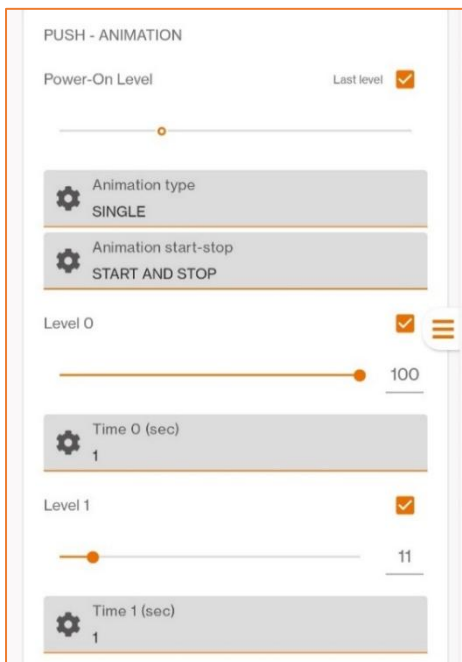 PUSH - ANIMATION
Power-On Level Last level
Animation type
SINGLE
Animation start-stop
START AND STOP
Level 0
100
Time 0 (sec)
1
Level 1
11
Time 1 (sec)
1